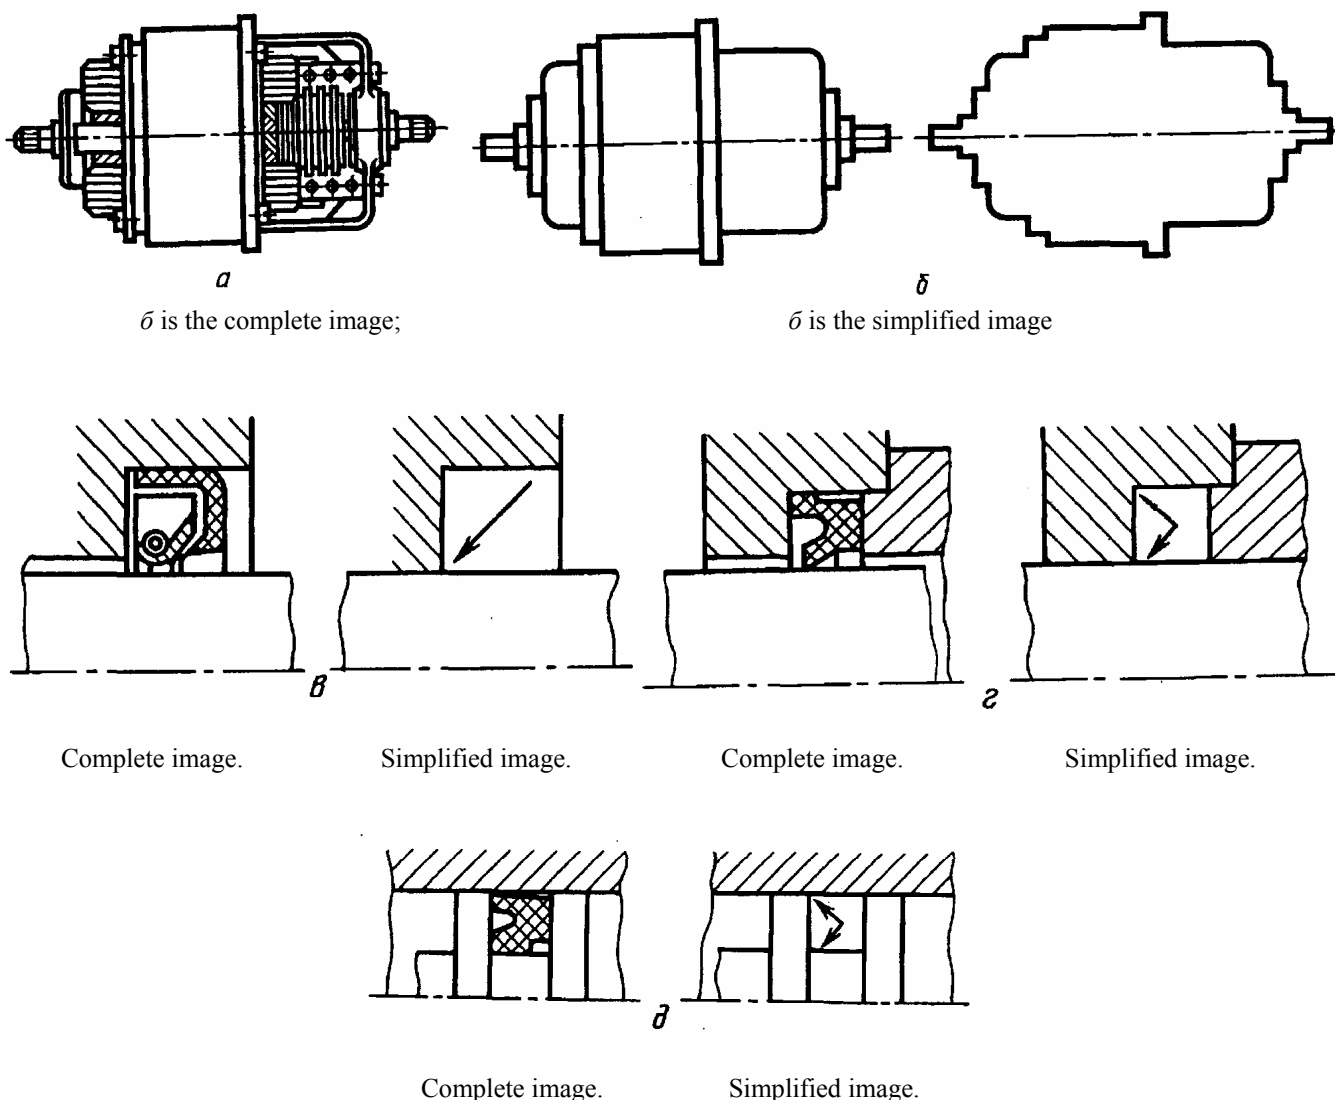 а
б
б is the complete image;
б is the simplified image
в
г
Complete image.
Simplified image.
Complete image.
Simplified image.
д
Complete image.
Simplified image.